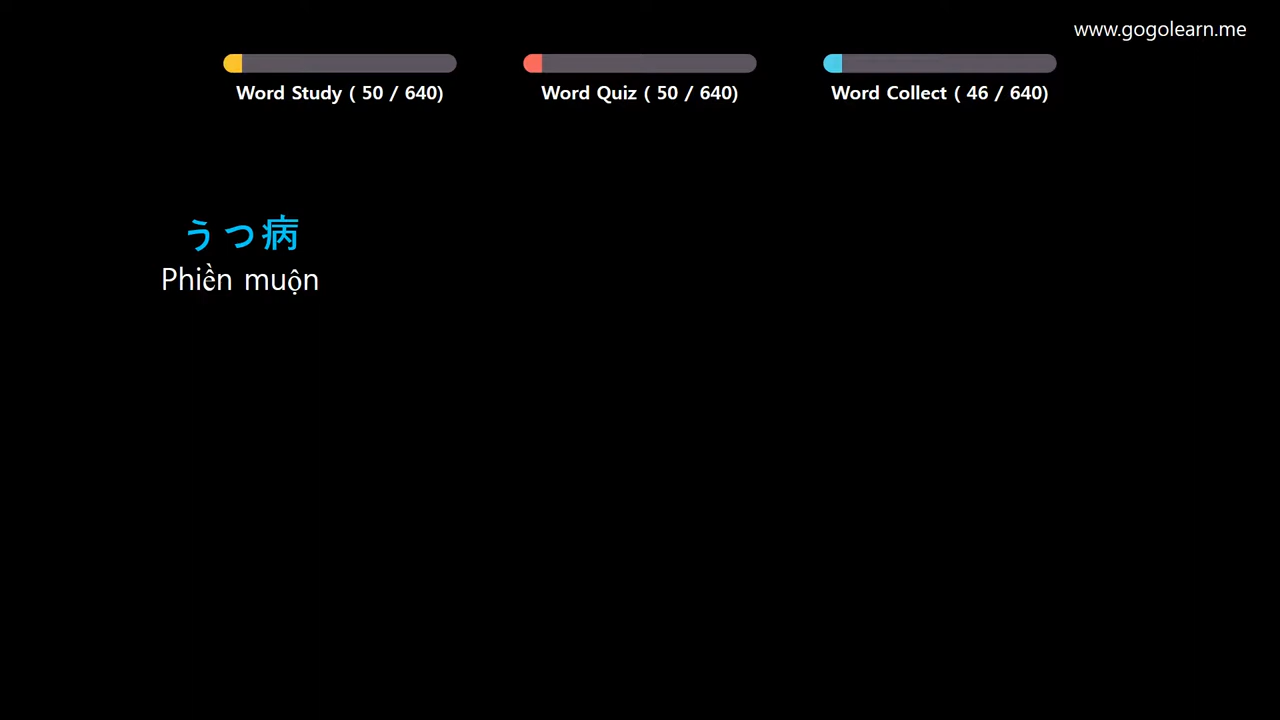 www.gogolearn.me
Word Study ( 50 / 640)
Word Quiz ( 50 / 640)
Word Collect ( 46 / 640)
うつ病
Phiền muộn